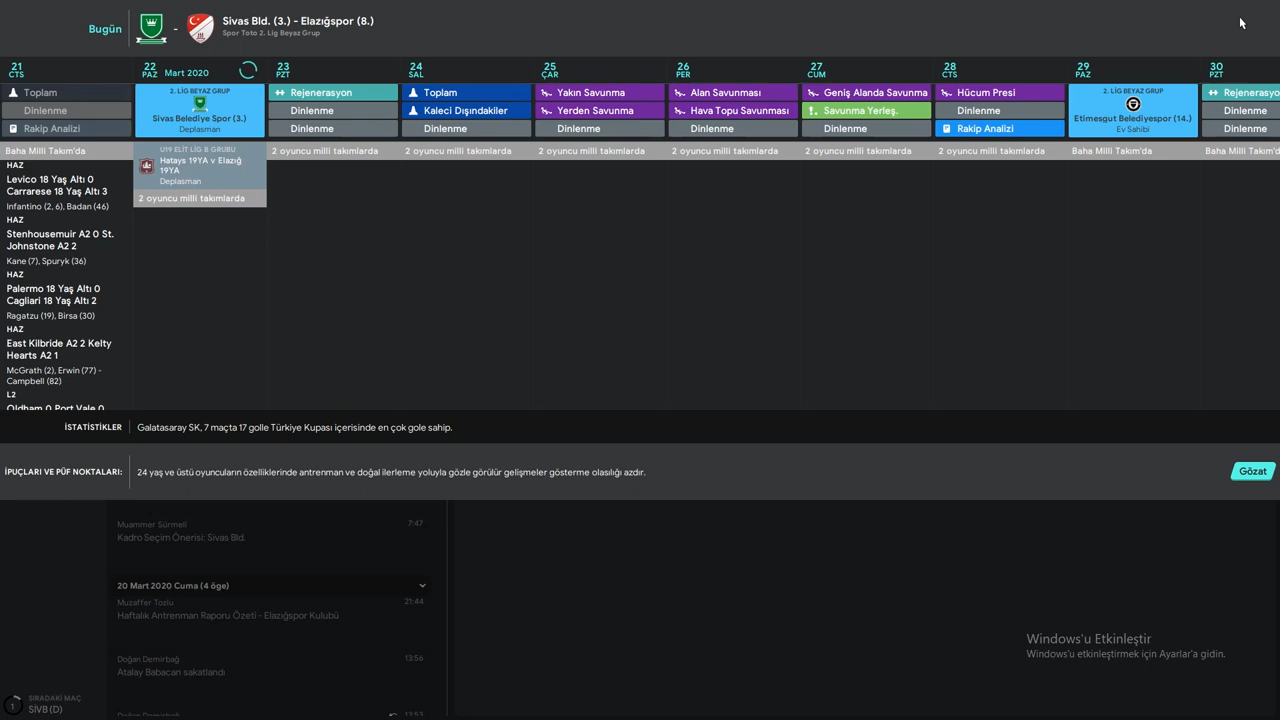 Bugün
Sivas Bld. (3.) - Elazığspor (8.)
Spor Toto 2. Lig Beyaz Grup
21
CTS
22
PAZ
Mart 2020
23
PZT
24
SAL
25
ÇAR
26
PER
27
CUM
28
CTS
29
PAZ
30
PZT
Toplam
Dinlenme
Rakip Analizi
2. LİG BEYAZ GRUP
Sivas Belediye Spor (3.)
Deplasman
Rejenerasyon
Dinlenme
Dinlenme
Toplam
Kaleci Dışındakiler
Dinlenme
Yakın Savunma
Yerden Savunma
Dinlenme
Alan Savunması
Hava Topu Savunması
Dinlenme
Geniş Alanda Savunma
Savunma Yerleş.
Dinlenme
Hücum Presi
Dinlenme
Rakip Analizi
2. LİG BEYAZ GRUP
Etimesgut Belediyespor (14.)
Ev Sahibi
Rejenerasyon
Dinlenme
Dinlenme
Baha Milli Takım'da
U19 ELİT LİG B GRUBU
Hatays 19YA v Elazığ
19YA
Deplasman
2 oyuncu milli takımlarda
2 oyuncu milli takımlarda
2 oyuncu milli takımlarda
2 oyuncu milli takımlarda
2 oyuncu milli takımlarda
2 oyuncu milli takımlarda
2 oyuncu milli takımlarda
Baha Milli Takım'da
Baha Milli Takım'da
HAZ
Levico 18 Yaş Altı 0
Carrarese 18 Yaş Altı 3
Infantino (2, 6), Badan (46)
HAZ
Stenhousemuir A2 0 St.
Johnstone A2 2
Kane (7), Spuryk (36)
HAZ
Palermo 18 Yaş Altı 0
Cagliari 18 Yaş Altı 2
Ragatzu (19), Birsa (30)
HAZ
East Kilbride A2 2 Kelty
Hearts A2 1
McGrath (2), Erwin (77) -
Campbell (82)
L2
Oldham 0 Port Vale 0
İSTATİSTİKLER
Galatasaray SK, 7 maçta 17 golle Türkiye Kupası içerisinde en çok gole sahip.
İPUÇLARI VE PÜF NOKTALARI:
24 yaş ve üstü oyuncuların özelliklerinde antrenman ve doğal ilerleme yoluyla gözle görülür gelişmeler gösterme olasılığı azdır.
Gözat
Muammer Sürmeli
7:47
Kadro Seçim Önerisi: Sivas Bld.
20 Mart 2020 Cuma (4 öge)
Muzaffer Tozlu
21:44
Haftalık Antrenman Raporu Özeti - Elazığspor Kulübü
Doğan Demirbağ
13:56
Atalay Babacan sakatlandı
Doğan Demirbağ
13:53
1
SIRADAKİ MAÇ
SİVB (D)
Windows'u Etkinleştir
Windows'u etkinleştirmek için Ayarlar'a gidin.